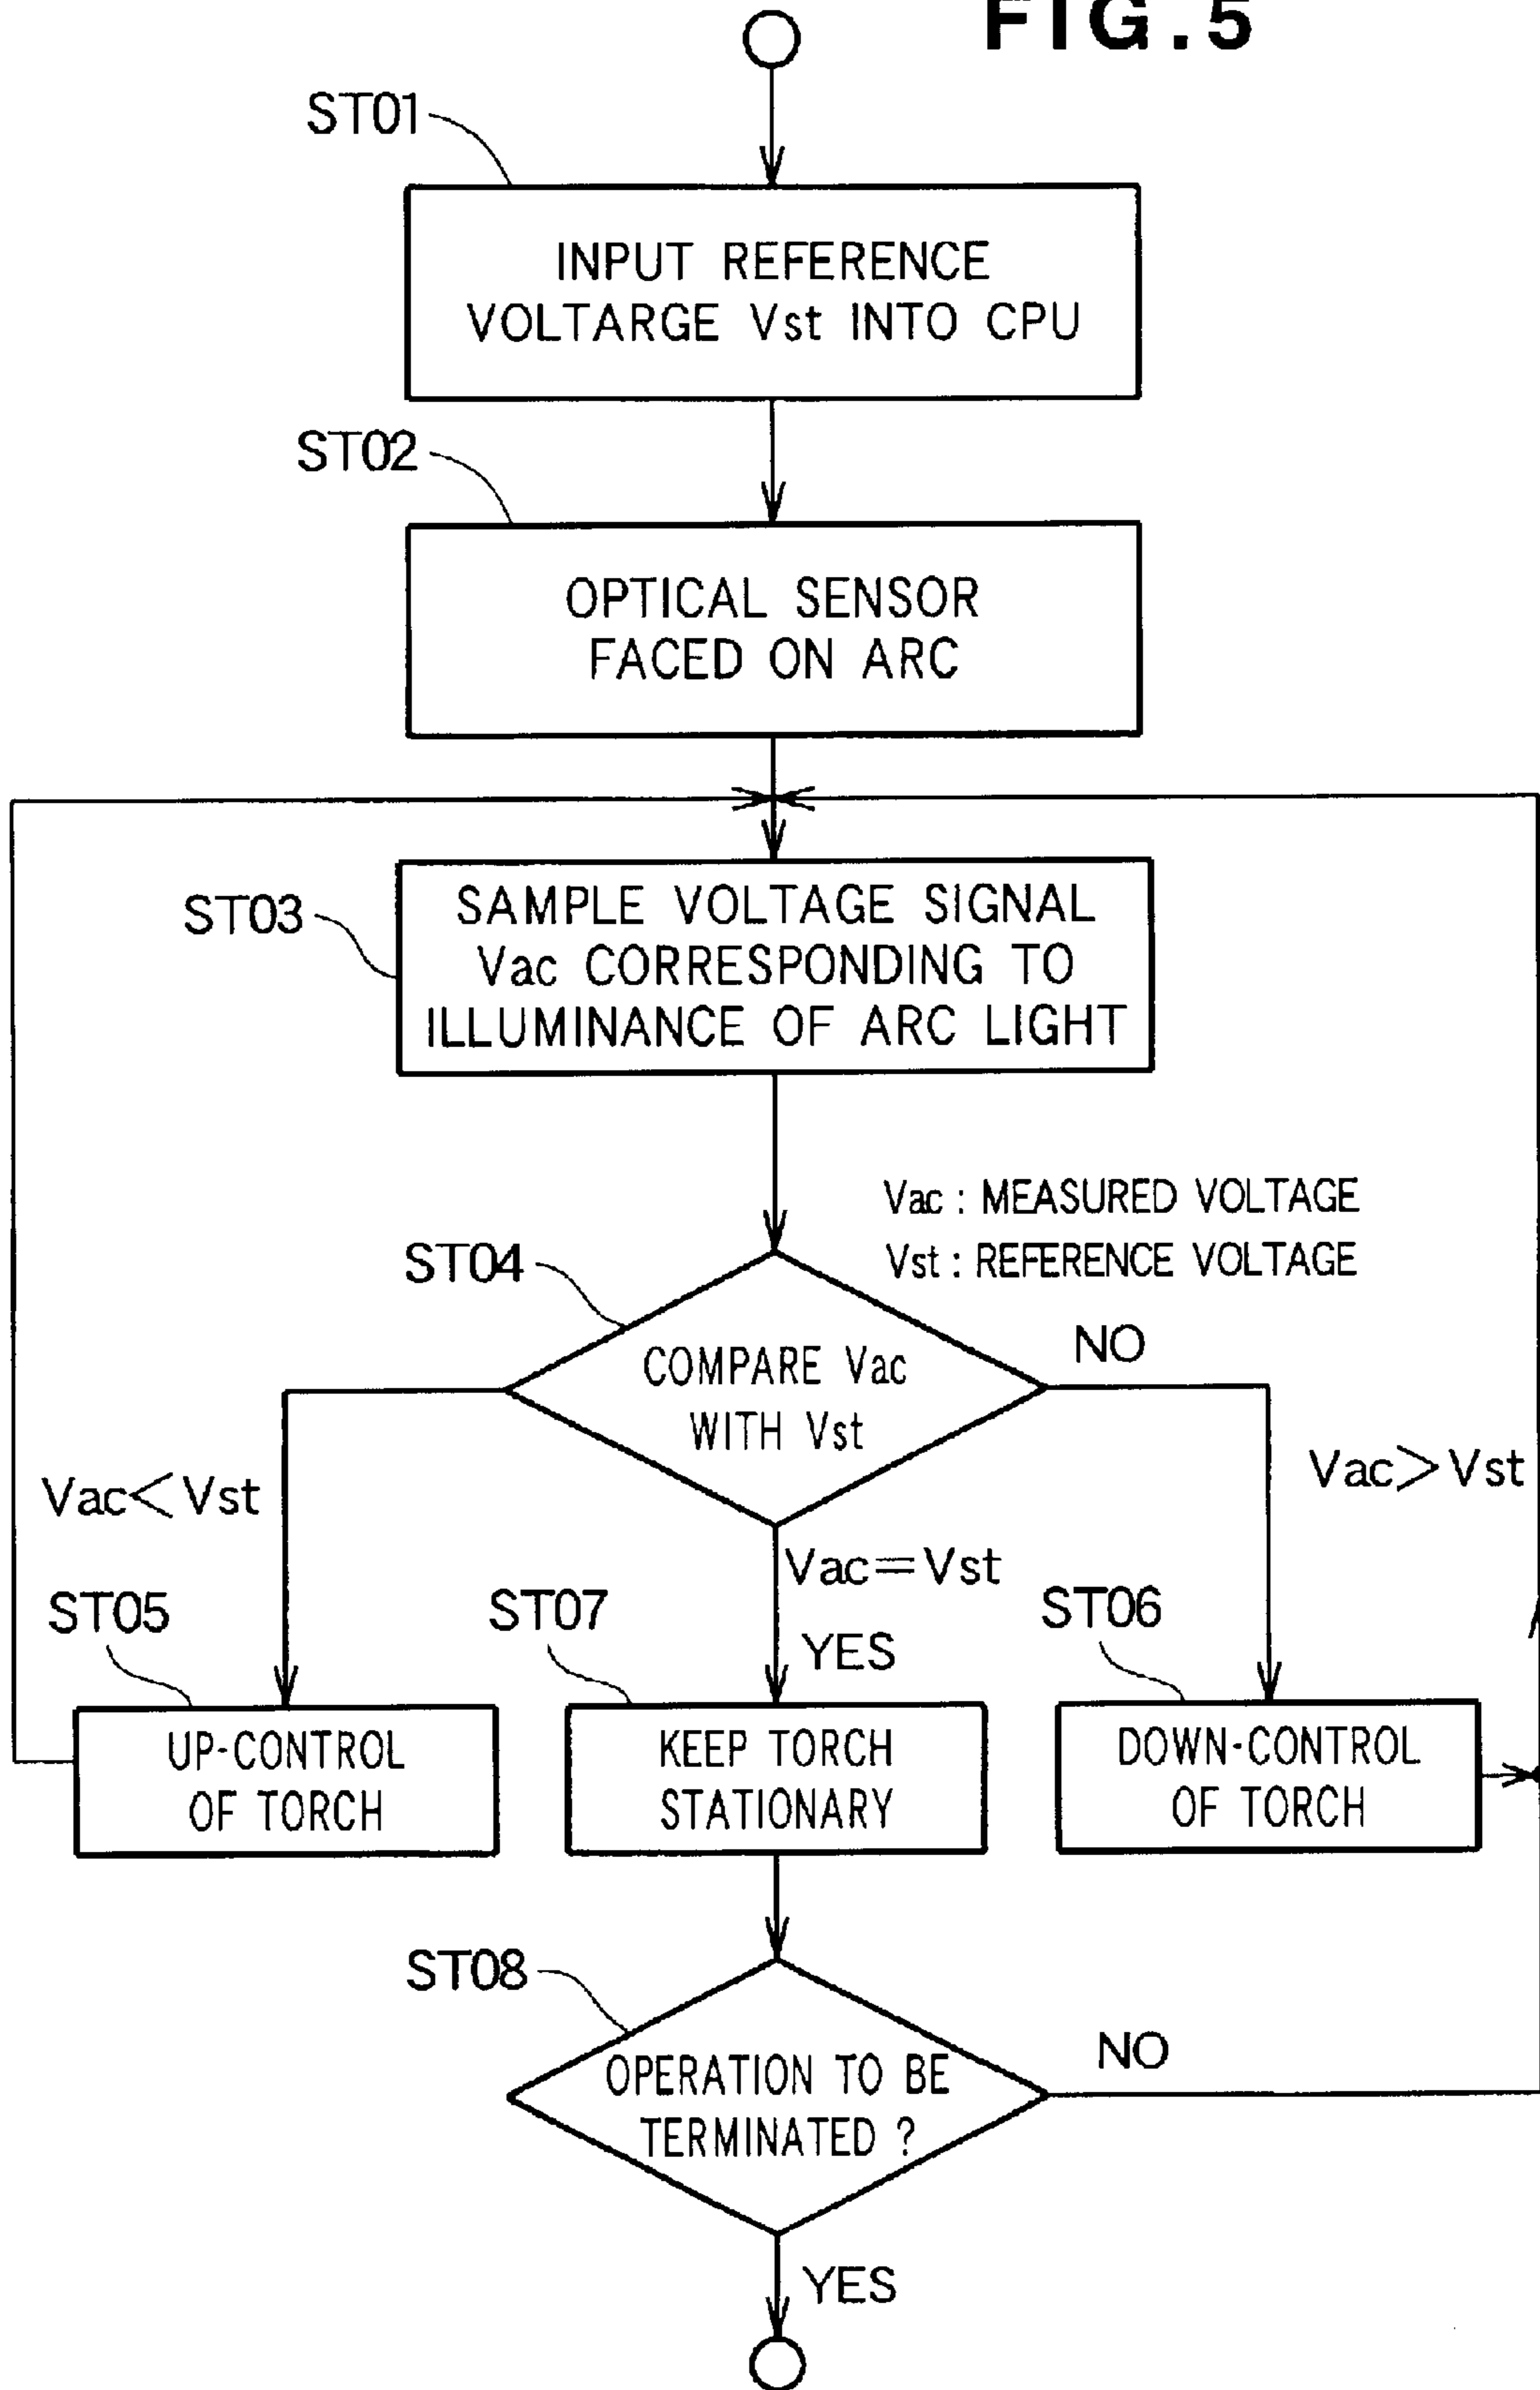 FIG.5
ST01
INPUT REFERENCE
VOLTARGE Vst INTO CPU
ST02
OPTICAL SENSOR
FACED ON ARC
ST03
SAMPLE VOLTAGE SIGNAL
Vac CORRESPONDING TO
ILLUMINANCE OF ARC LIGHT
Vac : MEASURED VOLTAGE
Vst : REFERENCE VOLTAGE
ST04
COMPARE Vac
WITH Vst
NO
Vac<Vst
Vac>Vst
Vac=Vst
YES
ST05
UP-CONTROL
OF TORCH
ST07
KEEP TORCH
STATIONARY
ST06
DOWN-CONTROL
OF TORCH
ST08
OPERATION TO BE
TERMINATED ?
NO
YES